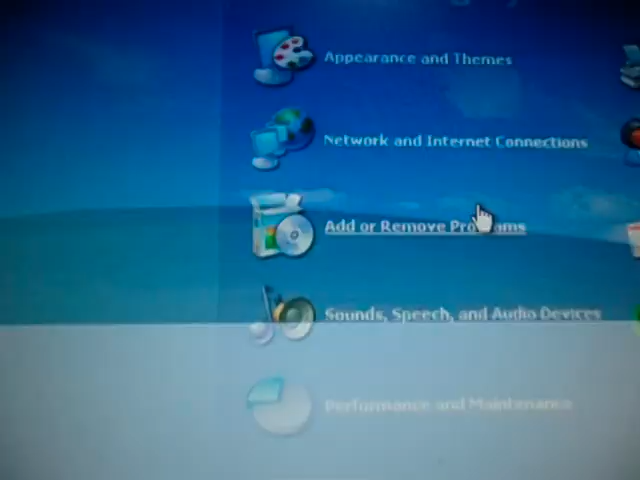 Appearance and Themes
Network and Internet Connections
Add or Remove Programs
Sounds, Speech, and Audio Devices
Performance and Maintenance